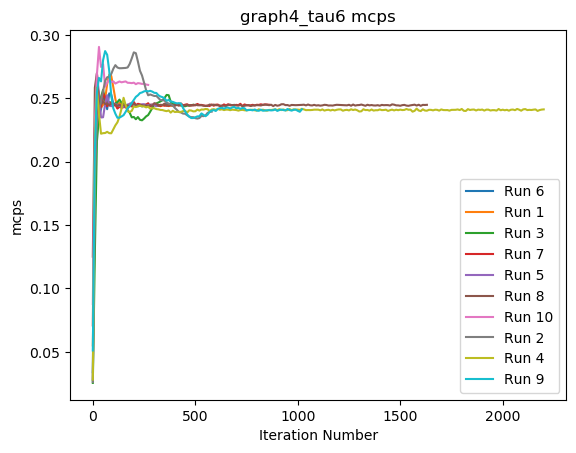 graph4_tau6 mcps
0.30
0.25
0.20
0.15
0.10
0.05
mcps
0
500
1000
1500
2000
Iteration Number
Run 6
Run 1
Run 3
Run 7
Run 5
Run 8
Run 10
Run 2
Run 4
Run 9